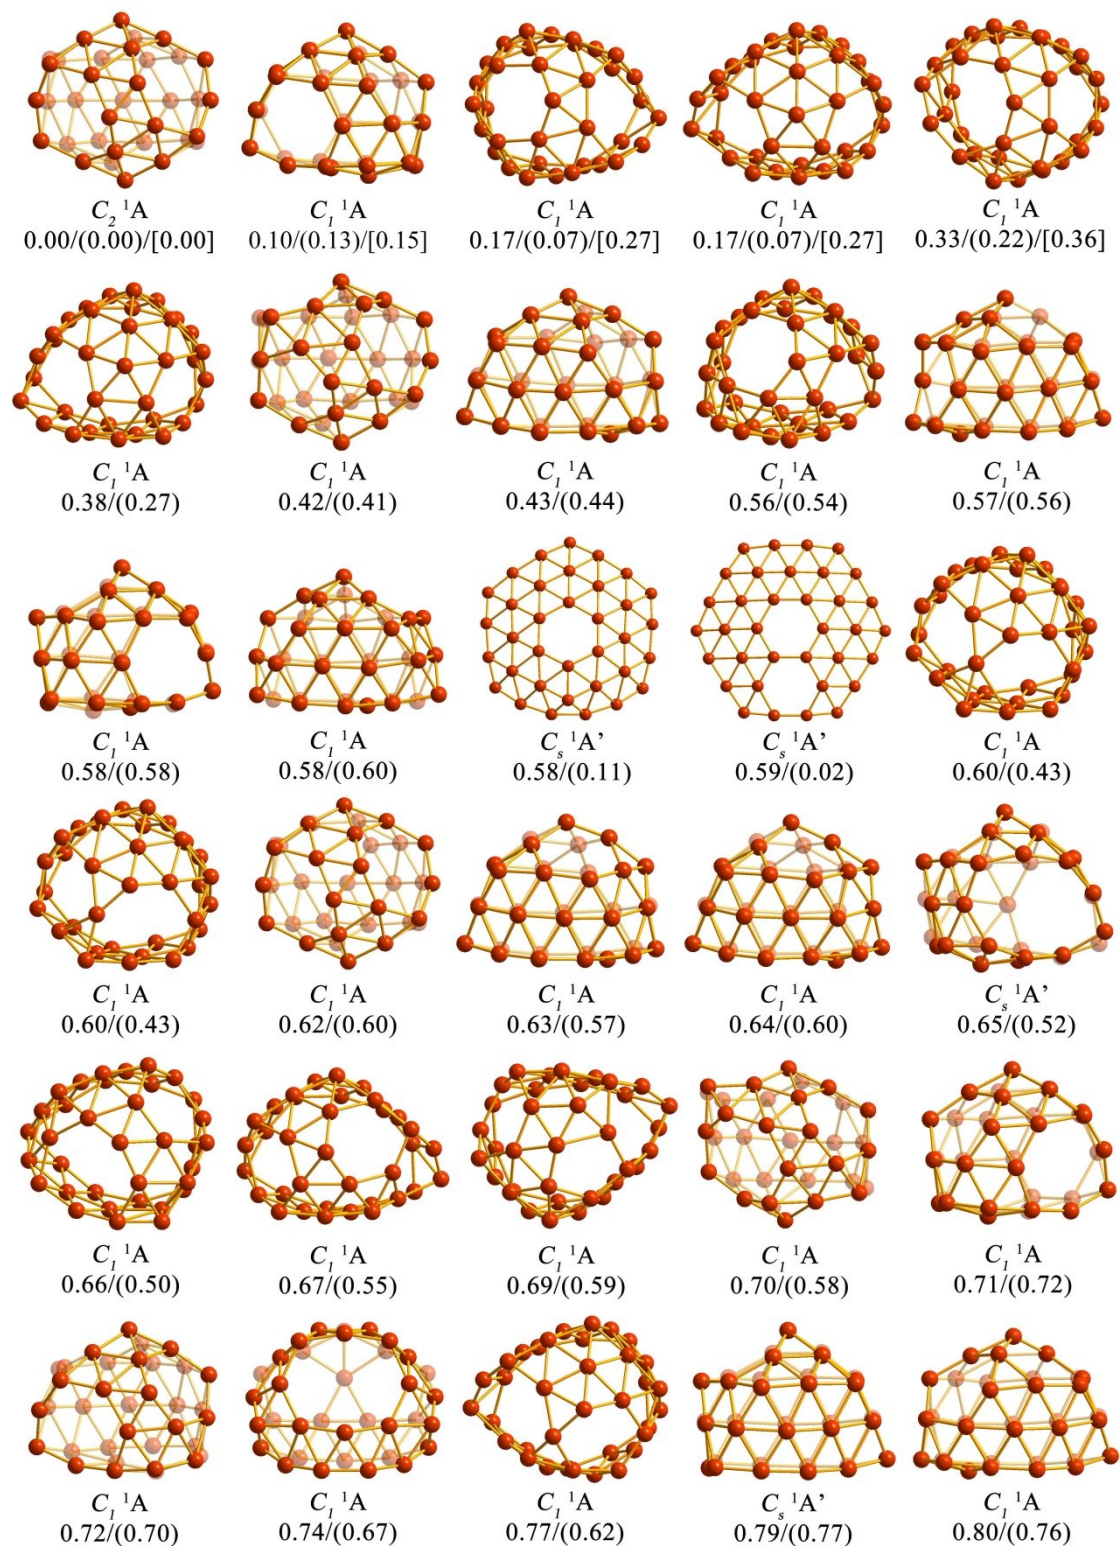 C₂ ¹A C₁ ¹A C₁ ¹A C₁ ¹A C₁ ¹A
0.00/(0.00)/[0.00] 0.10/(0.13)/[0.15] 0.17/(0.07)/[0.27] 0.17/(0.07)/[0.27] 0.33/(0.22)/[0.36]
C₁ ¹A C₁ ¹A C₁ ¹A C₁ ¹A C₁ ¹A
0.38/(0.27) 0.42/(0.41) 0.43/(0.44) 0.56/(0.54) 0.57/(0.56)
C₁ ¹A C₁ ¹A Cₛ ¹A’ Cₛ ¹A’ C₁ ¹A
0.58/(0.58) 0.58/(0.60) 0.58/(0.11) 0.59/(0.02) 0.60/(0.43)
C₁ ¹A C₁ ¹A C₁ ¹A C₁ ¹A Cₛ ¹A’
0.60/(0.43) 0.62/(0.60) 0.63/(0.57) 0.64/(0.60) 0.65/(0.52)
C₁ ¹A C₁ ¹A C₁ ¹A C₁ ¹A C₁ ¹A
0.66/(0.50) 0.67/(0.55) 0.69/(0.59) 0.70/(0.58) 0.71/(0.72)
C₁ ¹A C₁ ¹A C₁ ¹A Cₛ ¹A’ C₁ ¹A
0.72/(0.70) 0.74/(0.67) 0.77/(0.62) 0.79/(0.77) 0.80/(0.76)